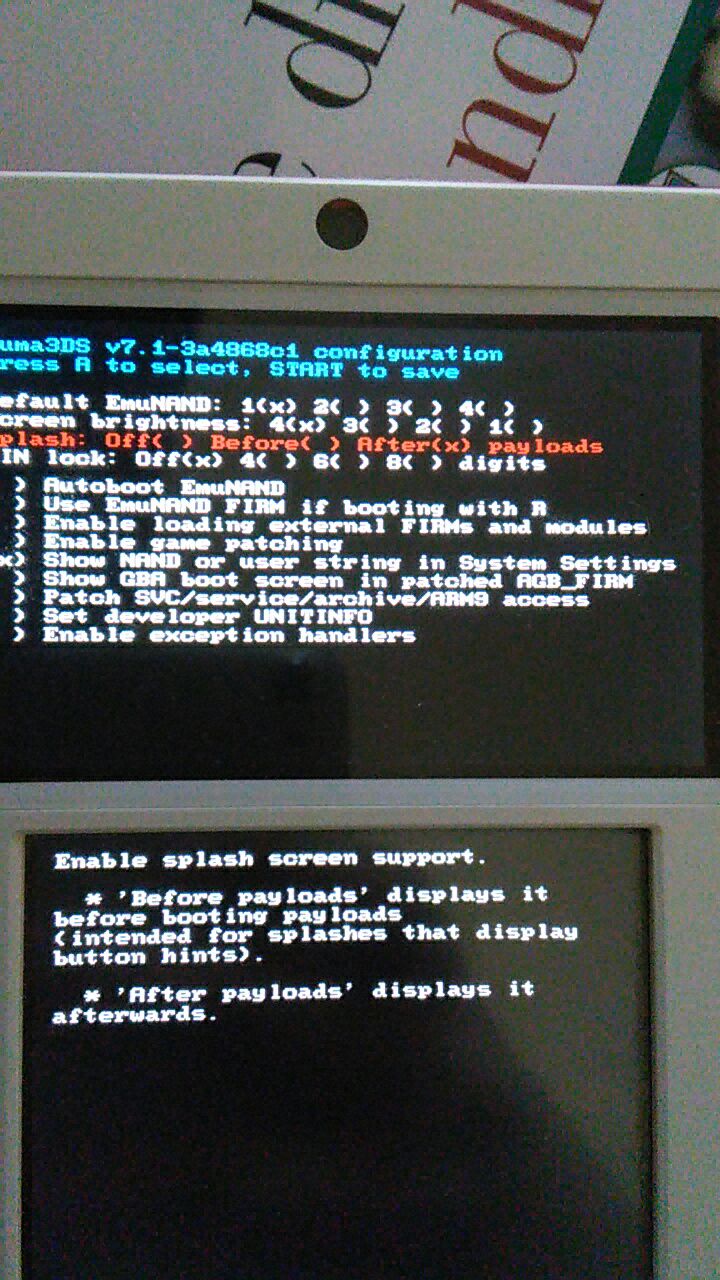 di
ndi
uma3DS v7.1-3a4868c1 configuration
ress A to select, START to save
efault EmuNAND: 1(x) 2( ) 3( ) 4( )
creen brightness: 4(x) 3( ) 2( ) 1( )
plash: Off( ) Before( ) After(x) payloads
IN lock: Off(x) 4( ) 6( ) 8( ) digits
) Autoboot EmuNAND
) Use EmuNAND FIRM if booting with R
) Enable loading external FIRMs and modules
) Enable game patching
x) Show NAND or user string in System Settings
) Show GBA boot screen in patched AGB_FIRM
) Patch SVC/service/archive/ARM9 access
) Set developer UNITINFO
) Enable exception handlers
Enable splash screen support.
* 'Before payloads' displays it
before booting payloads
(intended for splashes that display
button hints).
* 'After payloads' displays it
afterwards.